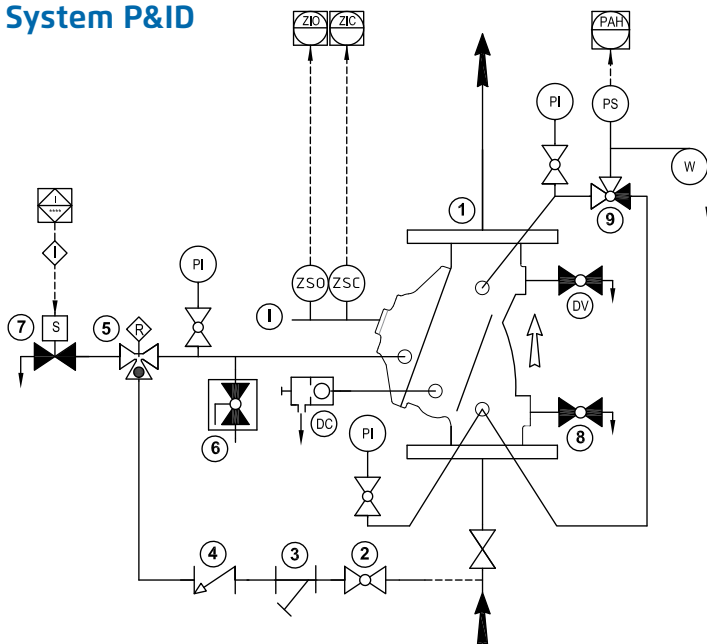 System P&ID
ZIO
ZIC
PAH
PI
PS
W
1
9
I
****
I
PI
ZSO
ZSC
I
DV
7
S
5
R
6
DC
PI
8
4
3
2